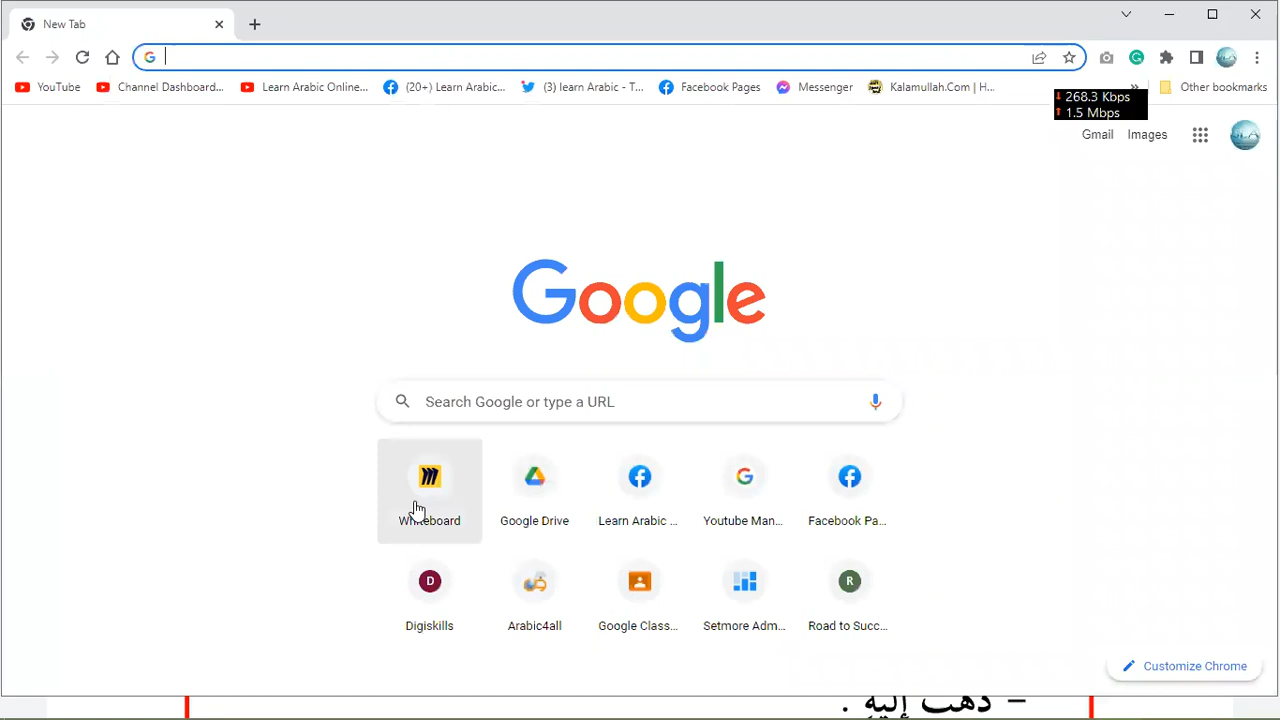 New Tab
YouTube Channel Dashboard... Learn Arabic Online... (20+) Learn Arabic... (3) learn Arabic - T... Facebook Pages Messenger Kalamullah.Com | H... » Other bookmarks
268.3 Kbps
1.5 Mbps
Gmail Images
Google
Search Google or type a URL
Whiteboard Google Drive Learn Arabic ... Youtube Man... Facebook Pa...
D R
Digiskills Arabic4all Google Class... Setmore Adm... Road to Succ...
Customize Chrome
– ذهب إليهِ .